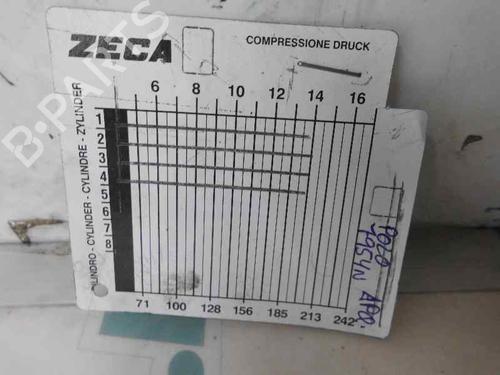 ZECA
COMPRESSIONE DRUCK
6 8 10 12 14 16
CILINDRO - CYLINDER - CYLINDRE - ZYLINDER
1
2
3
4
5
6
7
8
71 100 128 156 185 213 242
POLO
B-PARTS